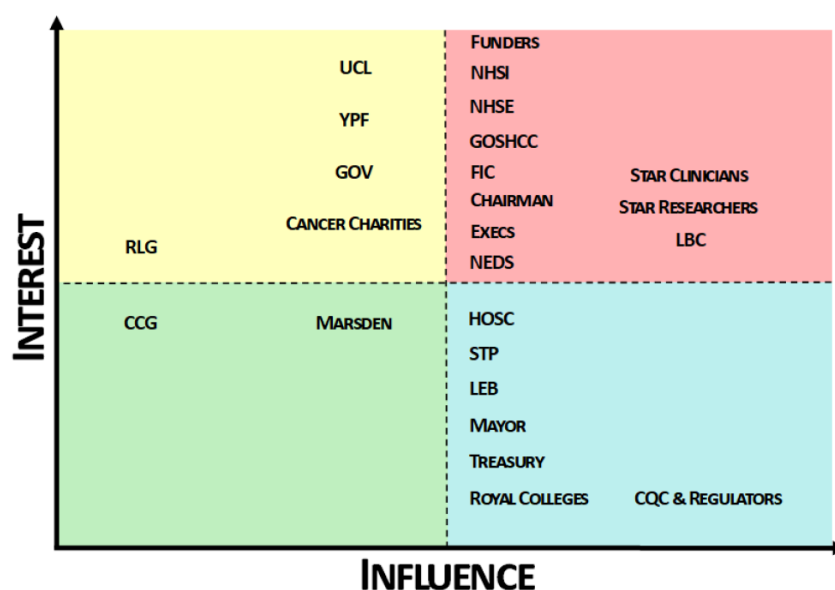 UCL
YPF
GOV
CANCER CHARITIES
RLG
FUNDERS
NHSI
NHSE
GOSHCC
FIC
CHAIRMAN
EXECS
NEDS
STAR CLINICIANS
STAR RESEARCHERS
LBC
INTEREST
CCG
MARSDEN
HOSC
STP
LEB
MAYOR
TREASURY
ROYAL COLLEGES
CQC & REGULATORS
INFLUENCE